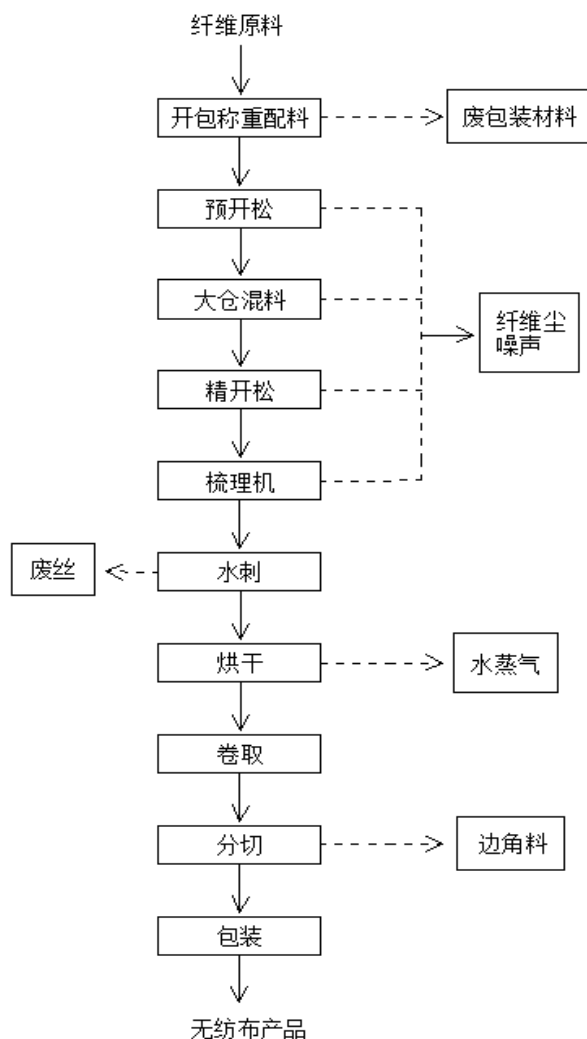 纤维原料
开包称重配料
废包装材料
预开松
大仓混料
纤维尘
噪声
精开松
梳理机
水刺
废丝
烘干
水蒸气
卷取
分切
边角料
包装
无纺布产品